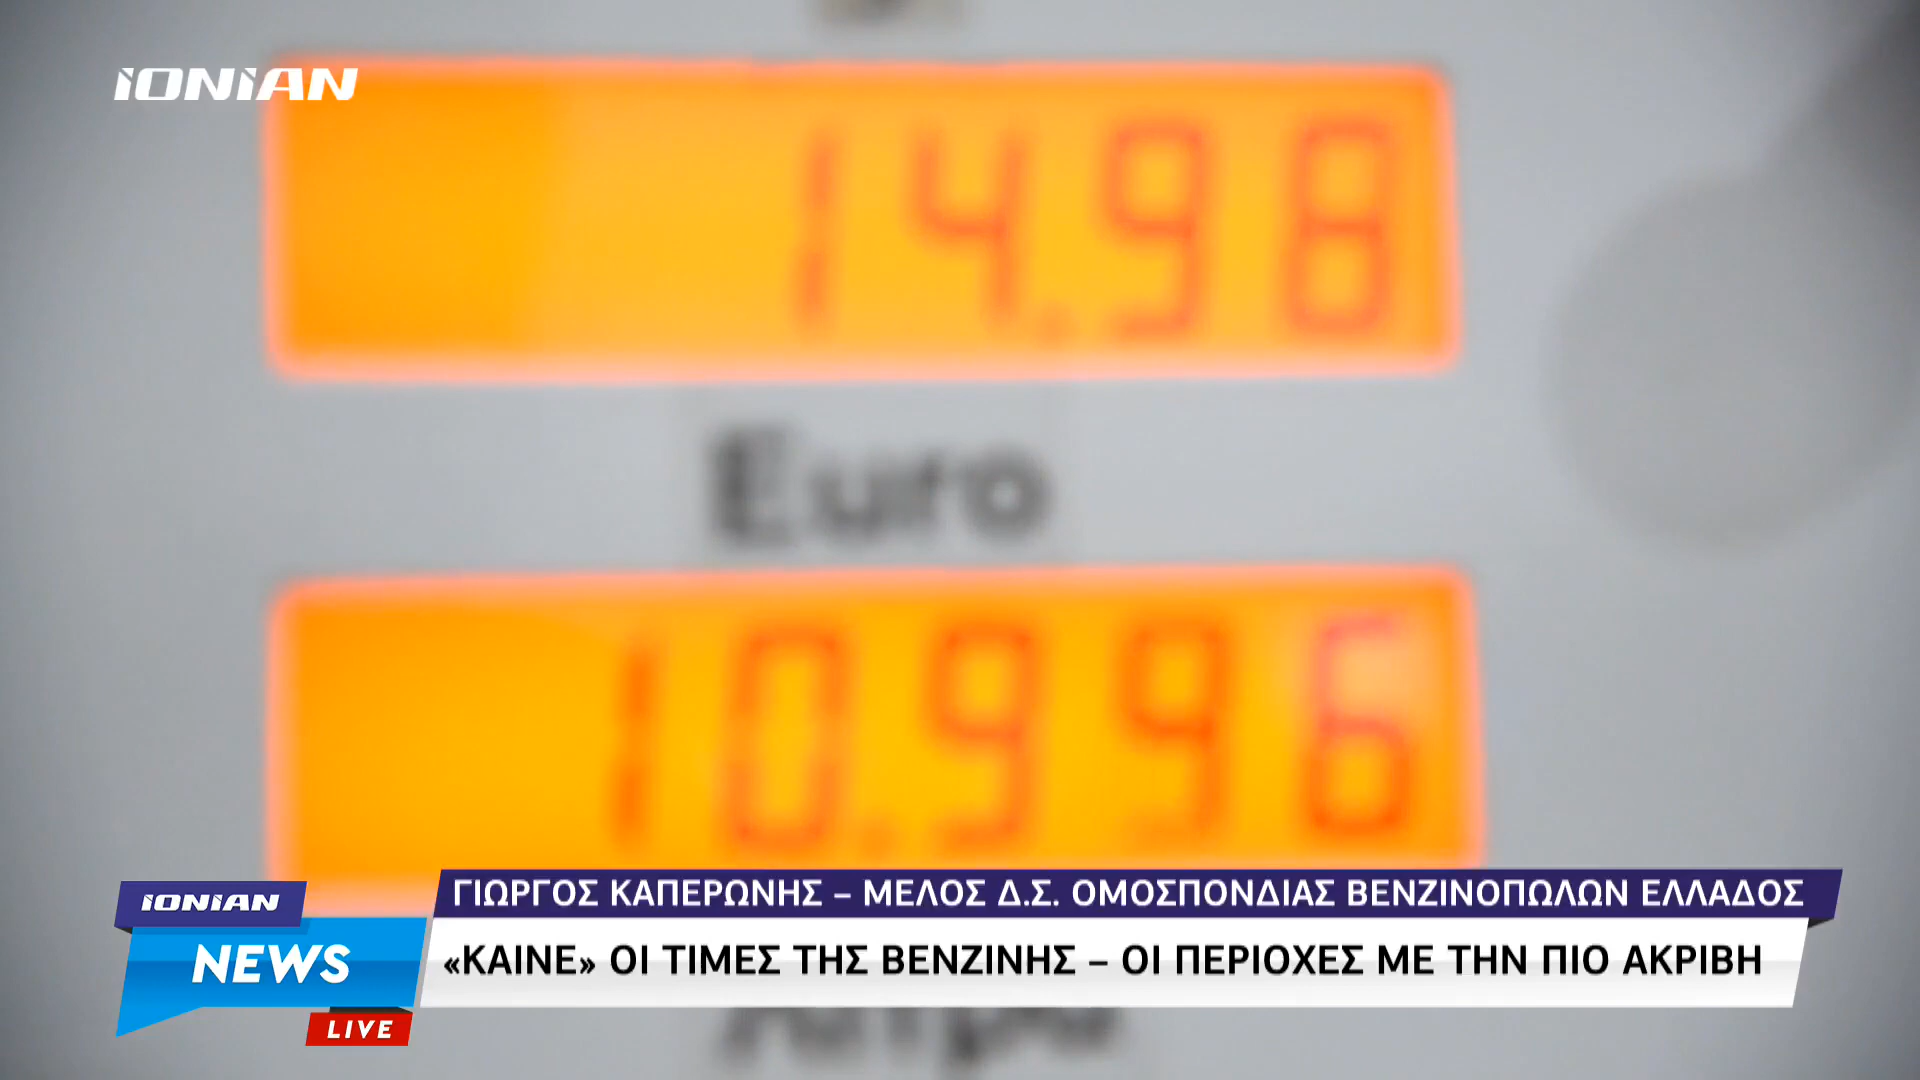 IONIAN
14.98
Euro
10.996
IONIAN
ΓΙΩΡΓΟΣ ΚΑΠΕΡΩΝΗΣ – ΜΕΛΟΣ Δ.Σ. ΟΜΟΣΠΟΝΔΙΑΣ ΒΕΝΖΙΝΟΠΩΛΩΝ ΕΛΛΑΔΟΣ
NEWS
«ΚΑΙΝΕ» ΟΙ ΤΙΜΕΣ ΤΗΣ ΒΕΝΖΙΝΗΣ – ΟΙ ΠΕΡΙΟΧΕΣ ΜΕ ΤΗΝ ΠΙΟ ΑΚΡΙΒΗ
LIVE